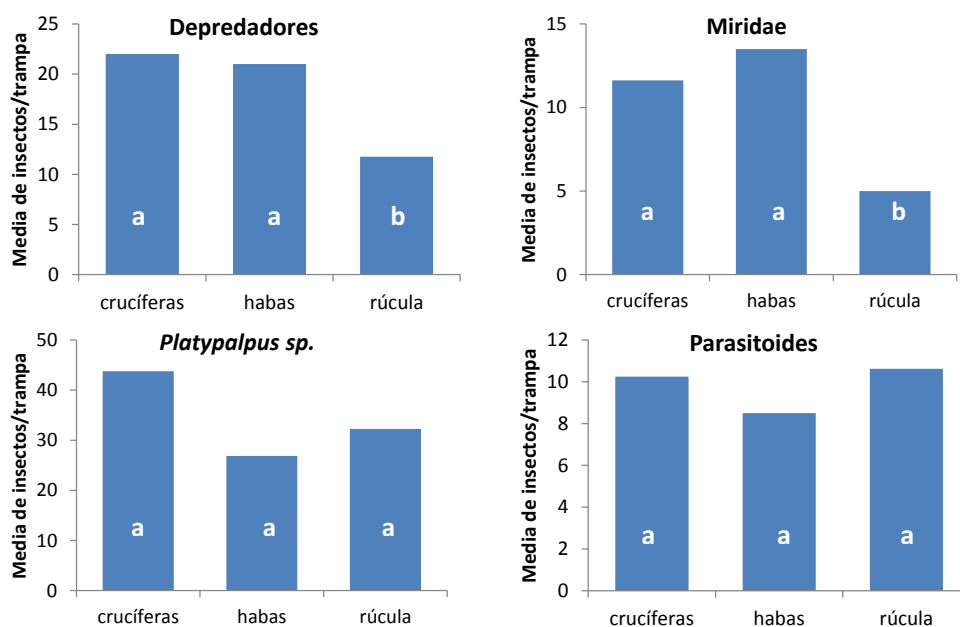 Depredadores
Media de insectos/trampa
25
20
15
10
5
0
a
a
b
crucíferas
habas
rúcula
Miridae
Media de insectos/trampa
15
10
5
0
a
a
b
crucíferas
habas
rúcula
Platypalpus sp.
Media de insectos/trampa
50
40
30
20
10
0
a
a
a
crucíferas
habas
rúcula
Parasitoides
Media de insectos/trampa
12
10
8
6
4
2
0
a
a
a
crucíferas
habas
rúcula